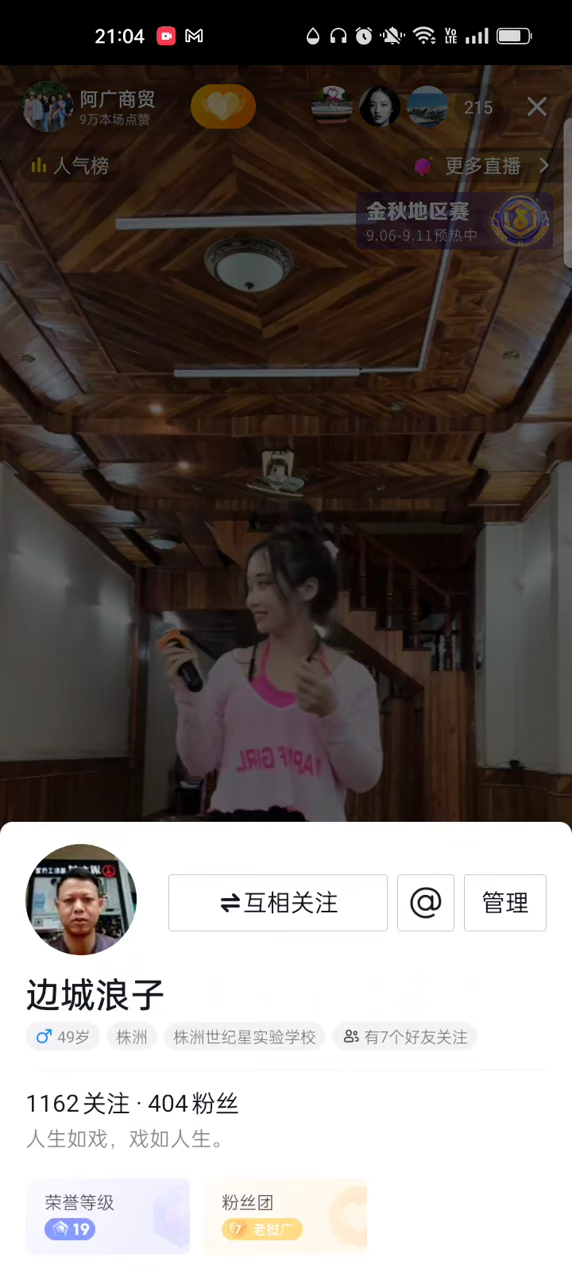 21:04
阿广商贸
9万本场点赞
215
人气榜
更多直播
金秋地区赛
9.06-9.11预热中
互相关注
@
管理
边城浪子
49岁
株洲
株洲世纪星实验学校
有7个好友关注
1162关注 · 404粉丝
人生如戏，戏如人生。
荣誉等级
19
粉丝团
7 老挝广